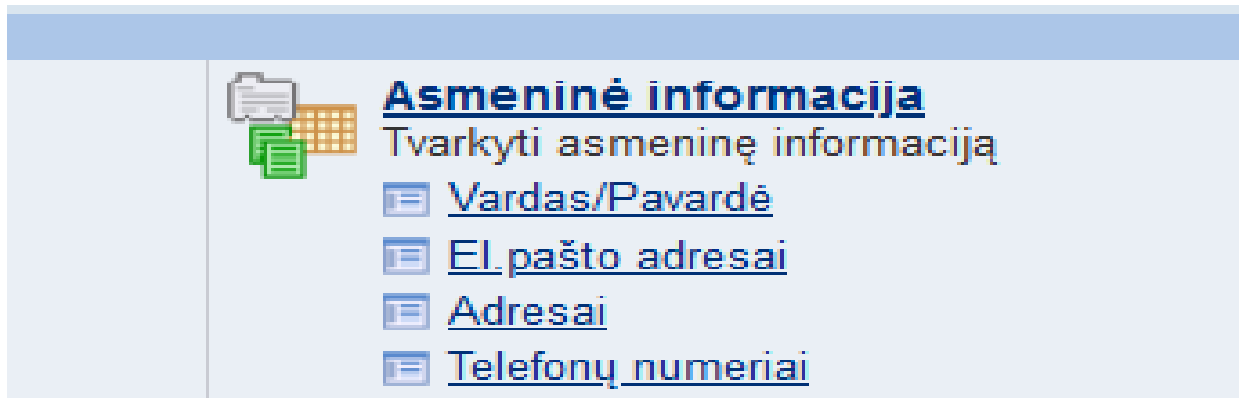 Asmeninė informacija
Tvarkyti asmeninę informaciją
Vardas/Pavardė
El.pašto adresai
Adresai
Telefonų numeriai